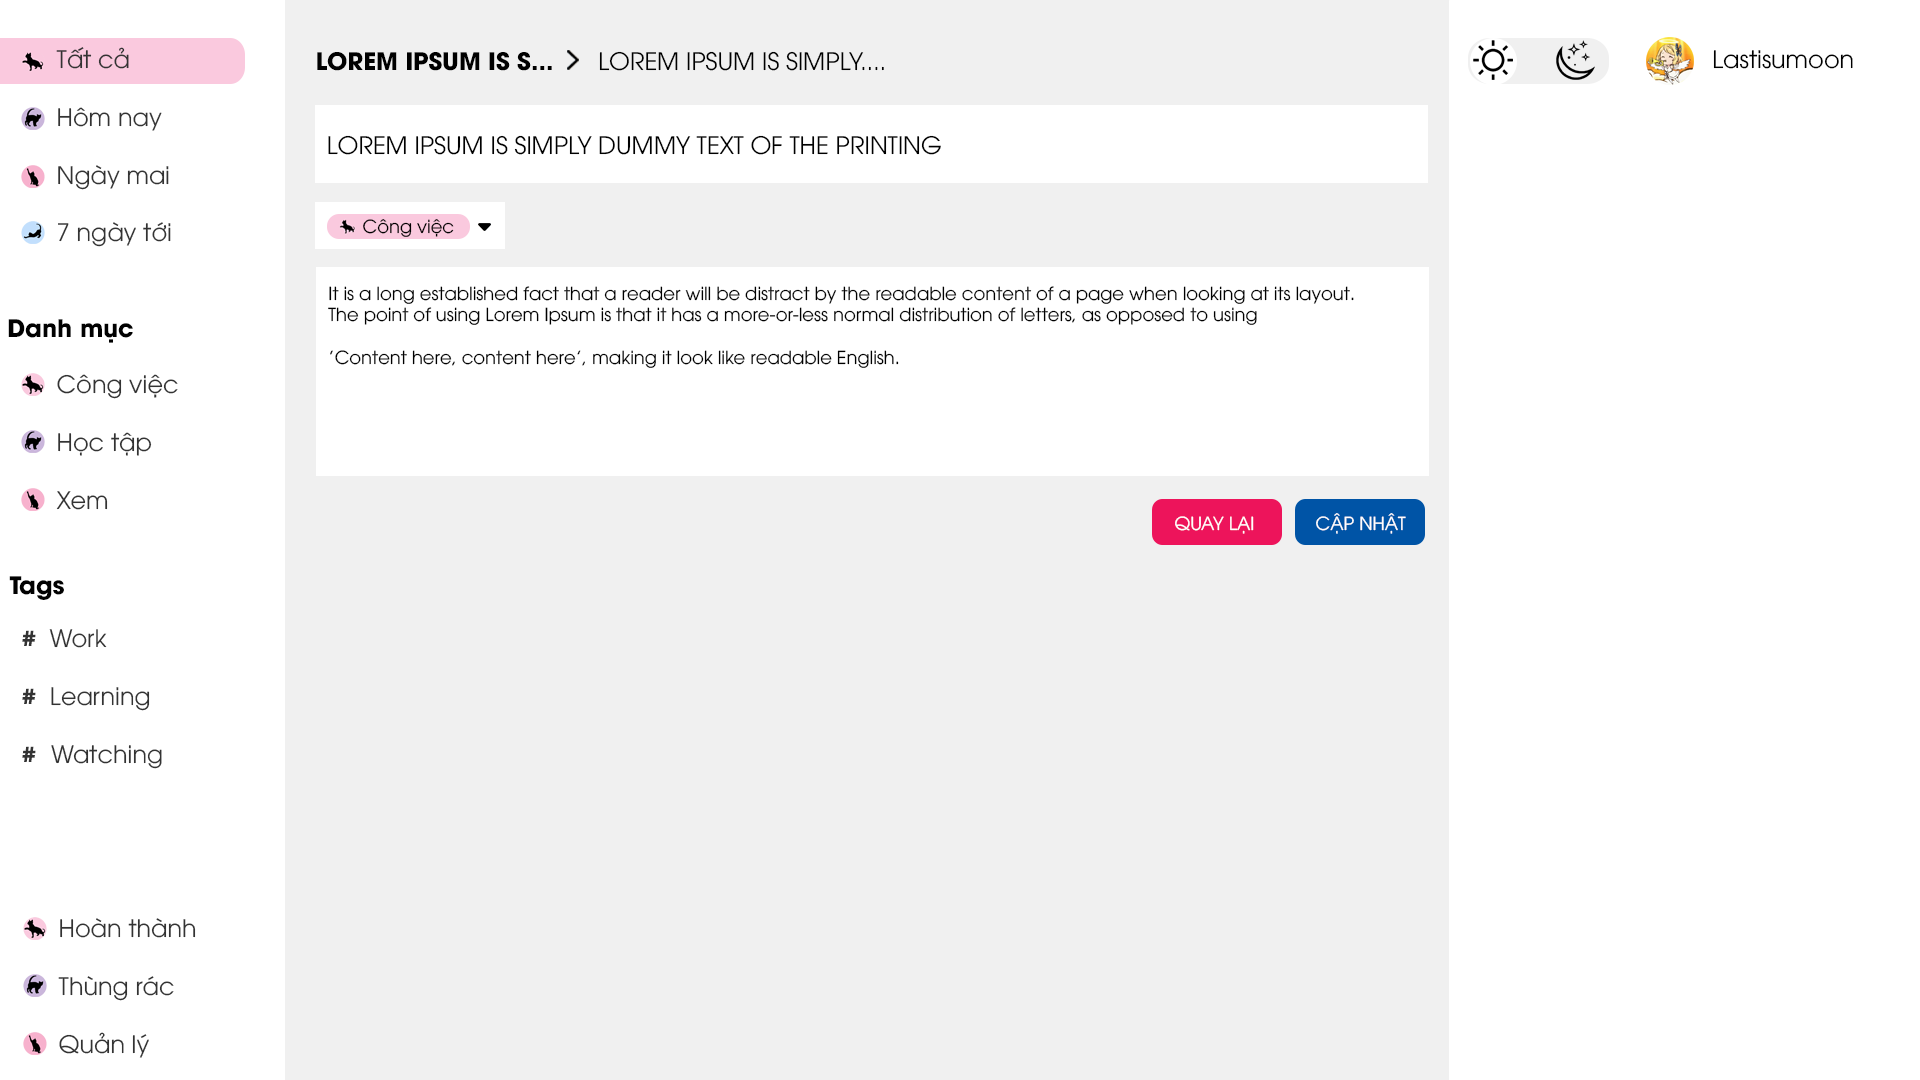 Tất cả
Hôm nay
Ngày mai
7 ngày tới
Danh mục
Công việc
Học tập
Xem
Tags
# Work
# Learning
# Watching
Hoàn thành
Thùng rác
Quản lý
LOREM IPSUM IS S... > LOREM IPSUM IS SIMPLY....
LOREM IPSUM IS SIMPLY DUMMY TEXT OF THE PRINTING
Công việc
It is a long established fact that a reader will be distract by the readable content of a page when looking at its layout.
The point of using Lorem Ipsum is that it has a more-or-less normal distribution of letters, as opposed to using
'Content here, content here', making it look like readable English.
QUAY LẠI
CẬP NHẬT
Lastisumoon